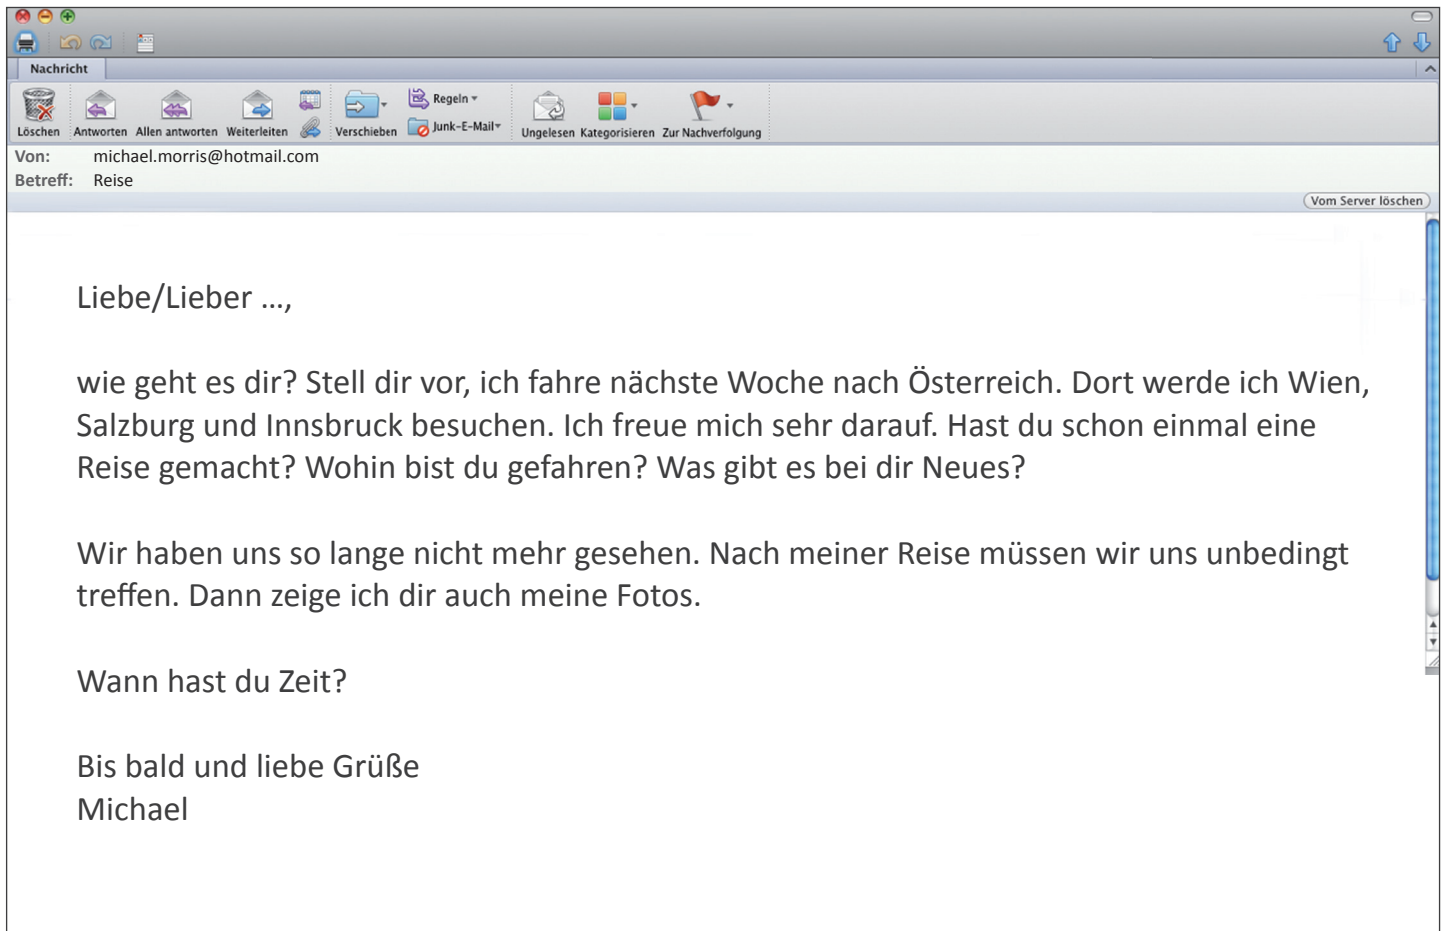 Nachricht
Löschen Antworten Allen antworten Weiterleiten Verschieben Regeln Junk-E-Mail Ungelesen Kategorisieren Zur Nachverfolgung
Von: michael.morris@hotmail.com
Betreff: Reise
Vom Server löschen
Liebe/Lieber ...,
wie geht es dir? Stell dir vor, ich fahre nächste Woche nach Österreich. Dort werde ich Wien,
Salzburg und Innsbruck besuchen. Ich freue mich sehr darauf. Hast du schon einmal eine
Reise gemacht? Wohin bist du gefahren? Was gibt es bei dir Neues?
Wir haben uns so lange nicht mehr gesehen. Nach meiner Reise müssen wir uns unbedingt
treffen. Dann zeige ich dir auch meine Fotos.
Wann hast du Zeit?
Bis bald und liebe Grüße
Michael